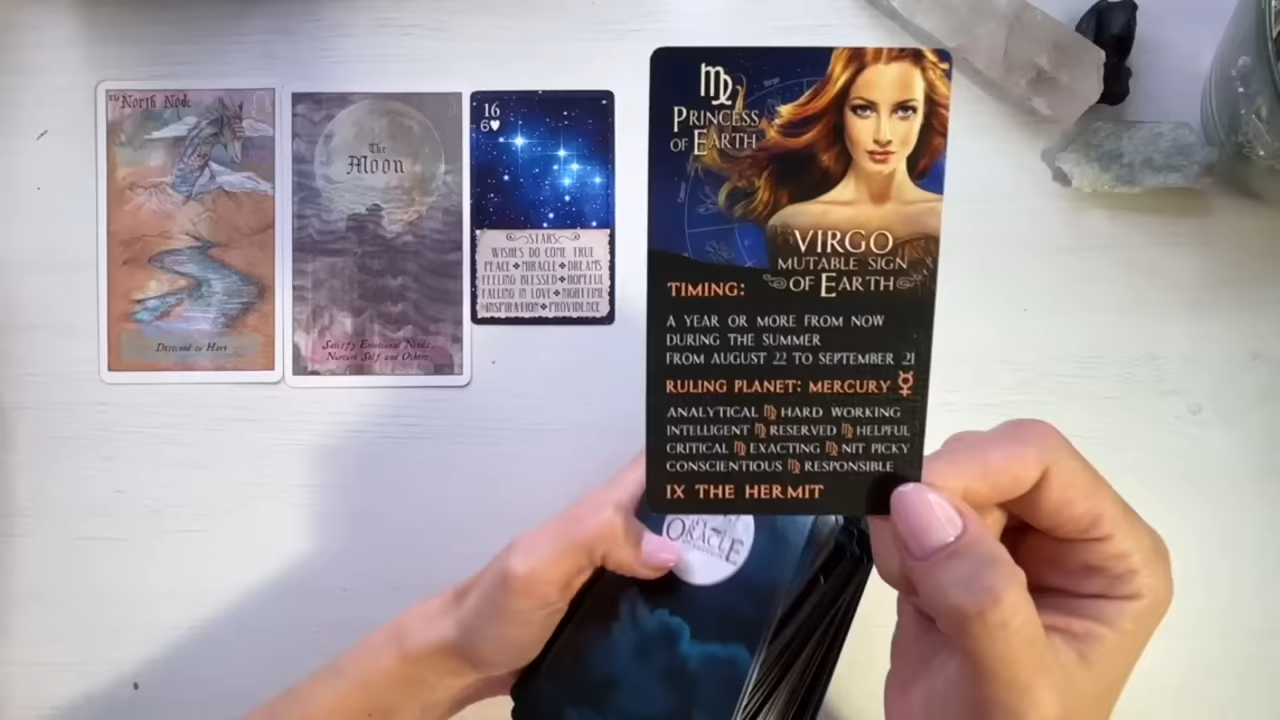 The North Node
Descend to Hara
The
Moon
Satisfy Emotional Needs,
Nurture Self and Others
16
6♥
STARS
WISHES DO COME TRUE
PEACE❖MIRACLE❖DREAMS
FEELING BLESSED❖HOPEFUL
FALLING IN LOVE❖NIGHTTIME
INSPIRATION❖PROVIDENCE
♍
PRINCESS
OF EARTH
VIRGO
MUTABLE SIGN
OF EARTH
TIMING:
A YEAR OR MORE FROM NOW
DURING THE SUMMER
FROM AUGUST 22 TO SEPTEMBER 21
RULING PLANET: MERCURY ☿
ANALYTICAL ♍ HARD WORKING
INTELLIGENT ♍ RESERVED ♍ HELPFUL
CRITICAL ♍ EXACTING ♍ NIT PICKY
CONSCIENTIOUS ♍ RESPONSIBLE
IX THE HERMIT
ORACLE